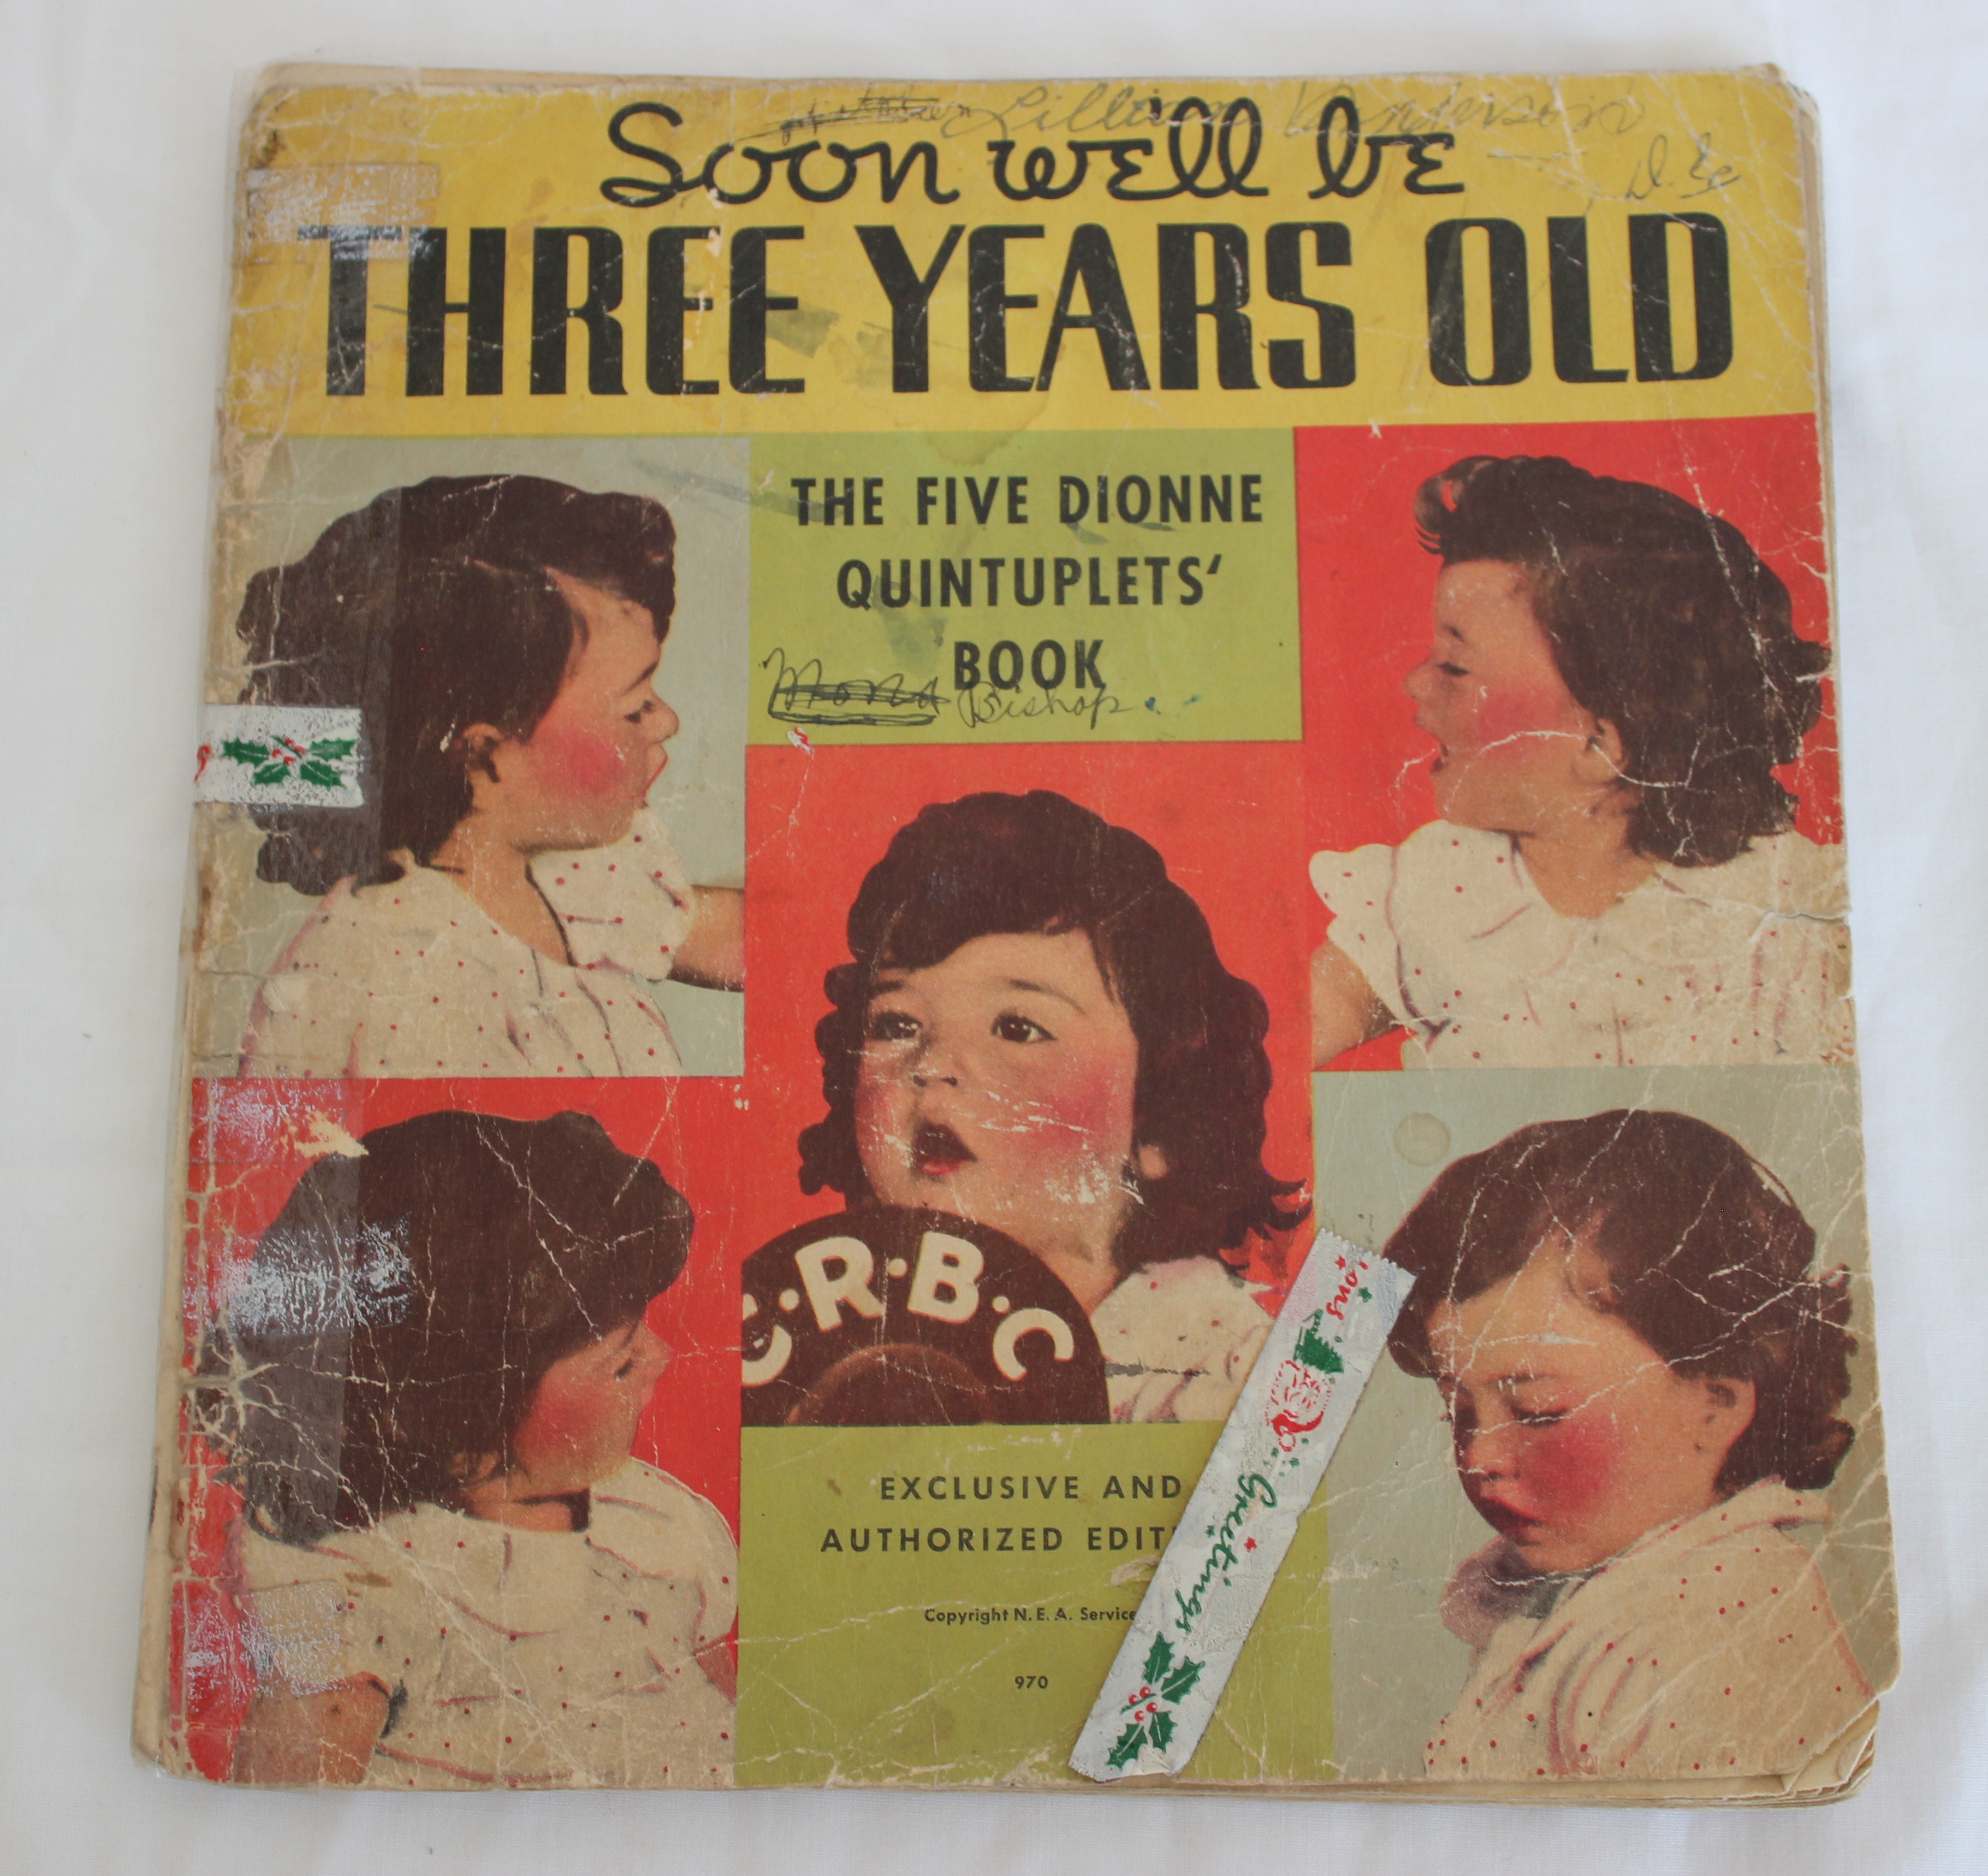 Lillian
Soon we'll be
THREE YEARS OLD
THE FIVE DIONNE
QUINTUPLETS'
BOOK
Mona Bishop.
C·R·B·C
EXCLUSIVE AND
AUTHORIZED EDIT
Copyright N. E. A. Service
970
Greetings